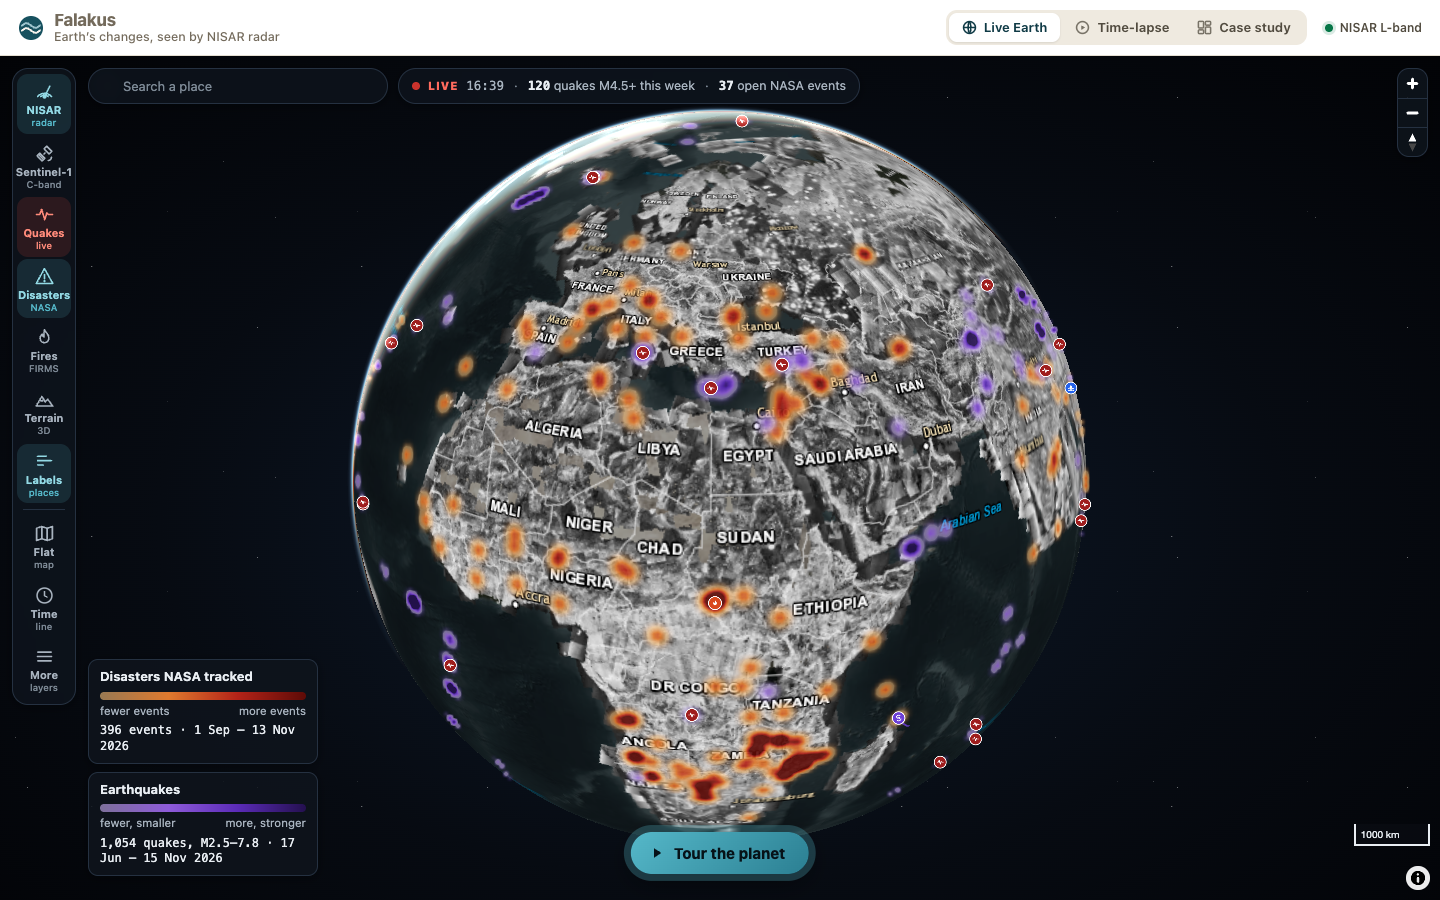 Falakus
Earth's changes, seen by NISAR radar
Live Earth
Time-lapse
Case study
NISAR L-band
NISAR
radar
Sentinel-1
C-band
Quakes
live
Disasters
NASA
Fires
FIRMS
Terrain
3D
Labels
places
Flat
map
Time
line
More
layers
Search a place
LIVE 16:39 · 120 quakes M4.5+ this week · 37 open NASA events
Warsaw
UKRAINE
Paris
FRANCE
ITALY
Istanbul
GREECE
TURKEY
Baghdad
IRAN
ALGERIA
LIBYA
EGYPT
SAUDI ARABIA
Dubai
Arabian Sea
MALI
NIGER
CHAD
SUDAN
NIGERIA
Accra
ETHIOPIA
DR CONGO
TANZANIA
ANGOLA
Disasters NASA tracked
fewer events
more events
396 events · 1 Sep – 13 Nov
2026
Earthquakes
fewer, smaller
more, stronger
1,054 quakes, M2.5–7.8 · 17
Jun – 15 Nov 2026
Tour the planet
1000 km